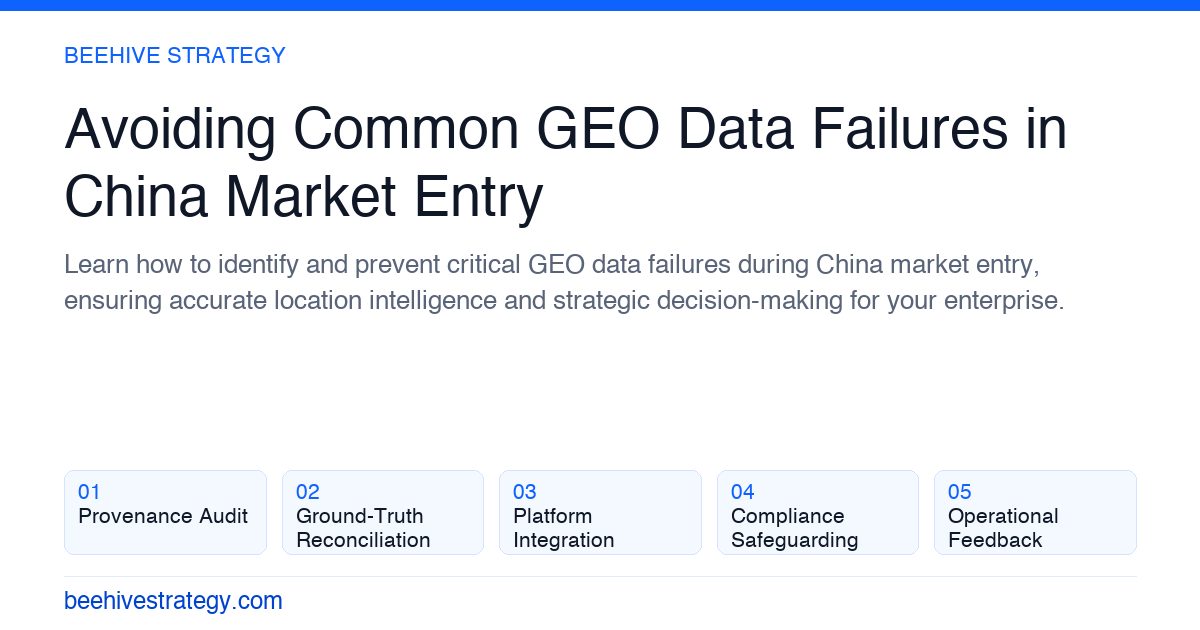 BEEHIVE STRATEGY
Avoiding Common GEO Data Failures in
China Market Entry
Learn how to identify and prevent critical GEO data failures during China market entry,
ensuring accurate location intelligence and strategic decision-making for your enterprise.
01
Provenance Audit
02
Ground-Truth
Reconciliation
03
Platform
Integration
04
Compliance
Safeguarding
05
Operational
Feedback
beehivestrategy.com